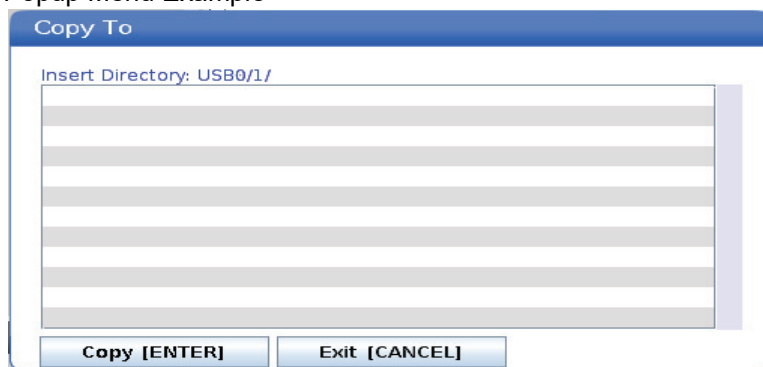 Popup Menu Example
Copy To
Insert Directory: USB0/1/
Copy [ENTER] Exit [CANCEL]